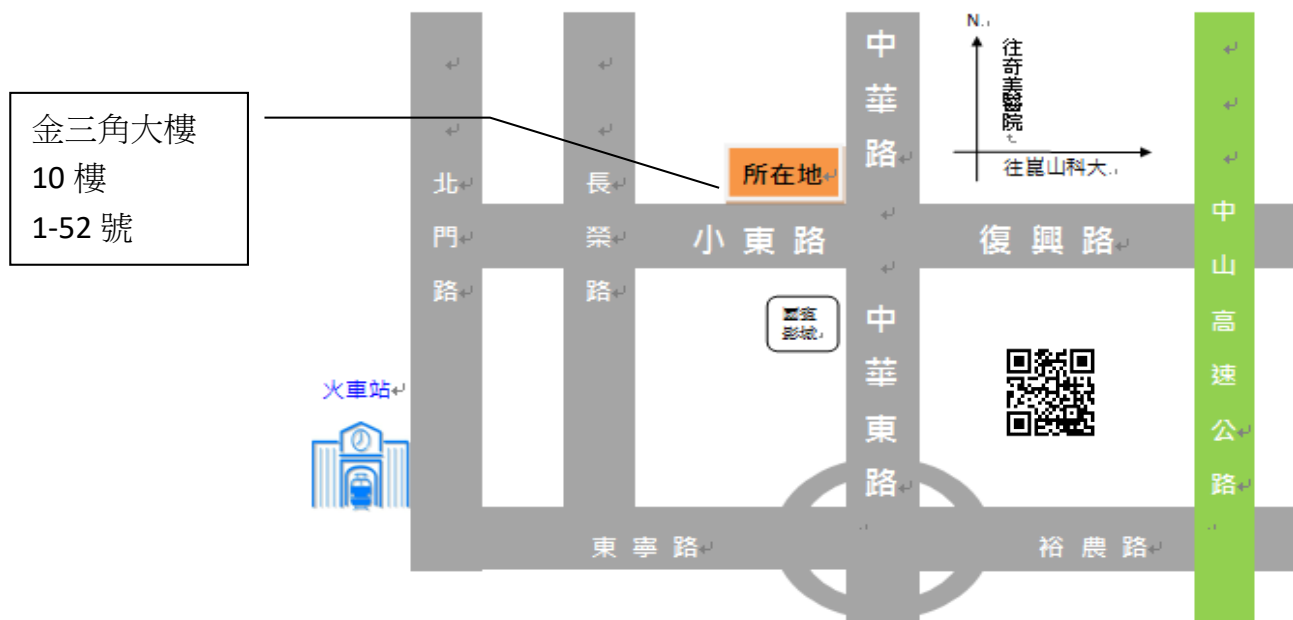 金三角大樓
10 樓
1-52 號
北門路
長榮路
所在地
中華路
N
往奇美醫院
往崑山科大
小東路
復興路
中華東路
中山高速公路
火車站
東寧路
裕農路